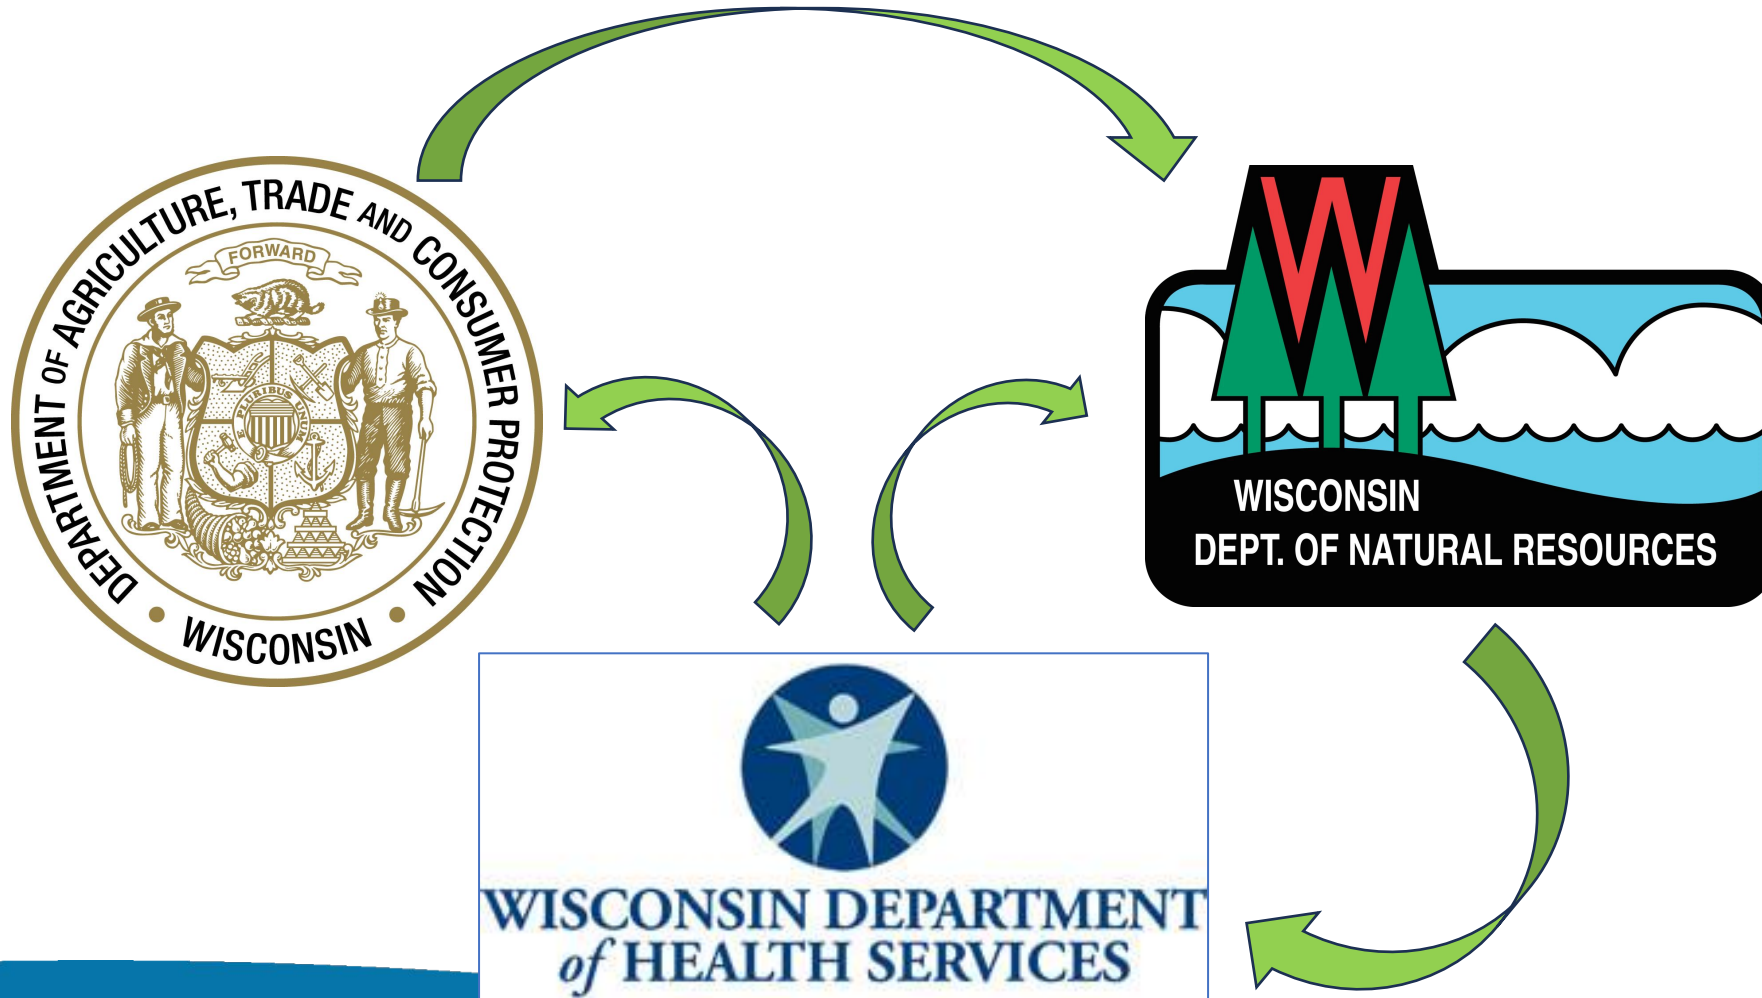 DEPARTMENT OF AGRICULTURE, TRADE AND CONSUMER PROTECTION
FORWARD
E PLURIBUS UNUM
• WISCONSIN •
W
WISCONSIN
DEPT. OF NATURAL RESOURCES
WISCONSIN DEPARTMENT
of HEALTH SERVICES